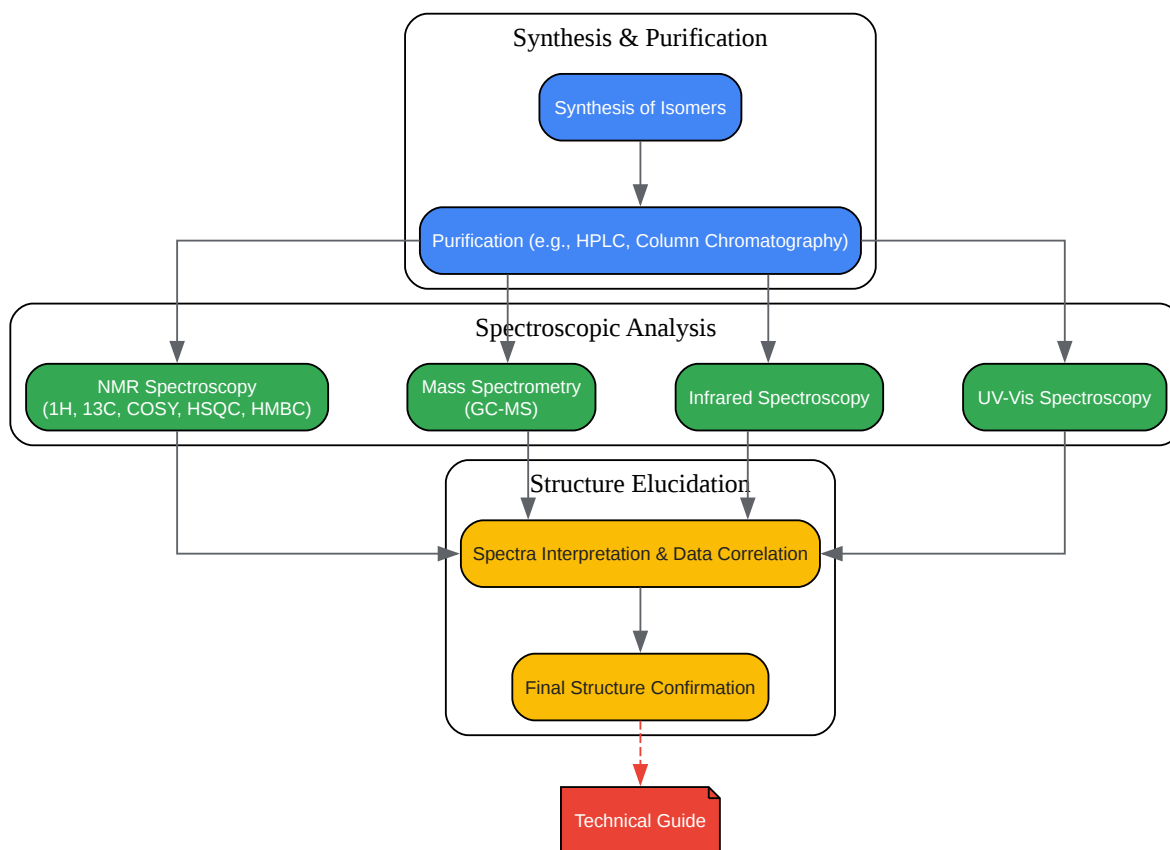 Synthesis & Purification
Synthesis of Isomers
Purification (e.g., HPLC, Column Chromatography)
Spectroscopic Analysis
NMR Spectroscopy
(1H, 13C, COSY, HSQC, HMBC)
Mass Spectrometry
(GC-MS)
Infrared Spectroscopy
UV-Vis Spectroscopy
Structure Elucidation
Spectra Interpretation & Data Correlation
Final Structure Confirmation
Technical Guide